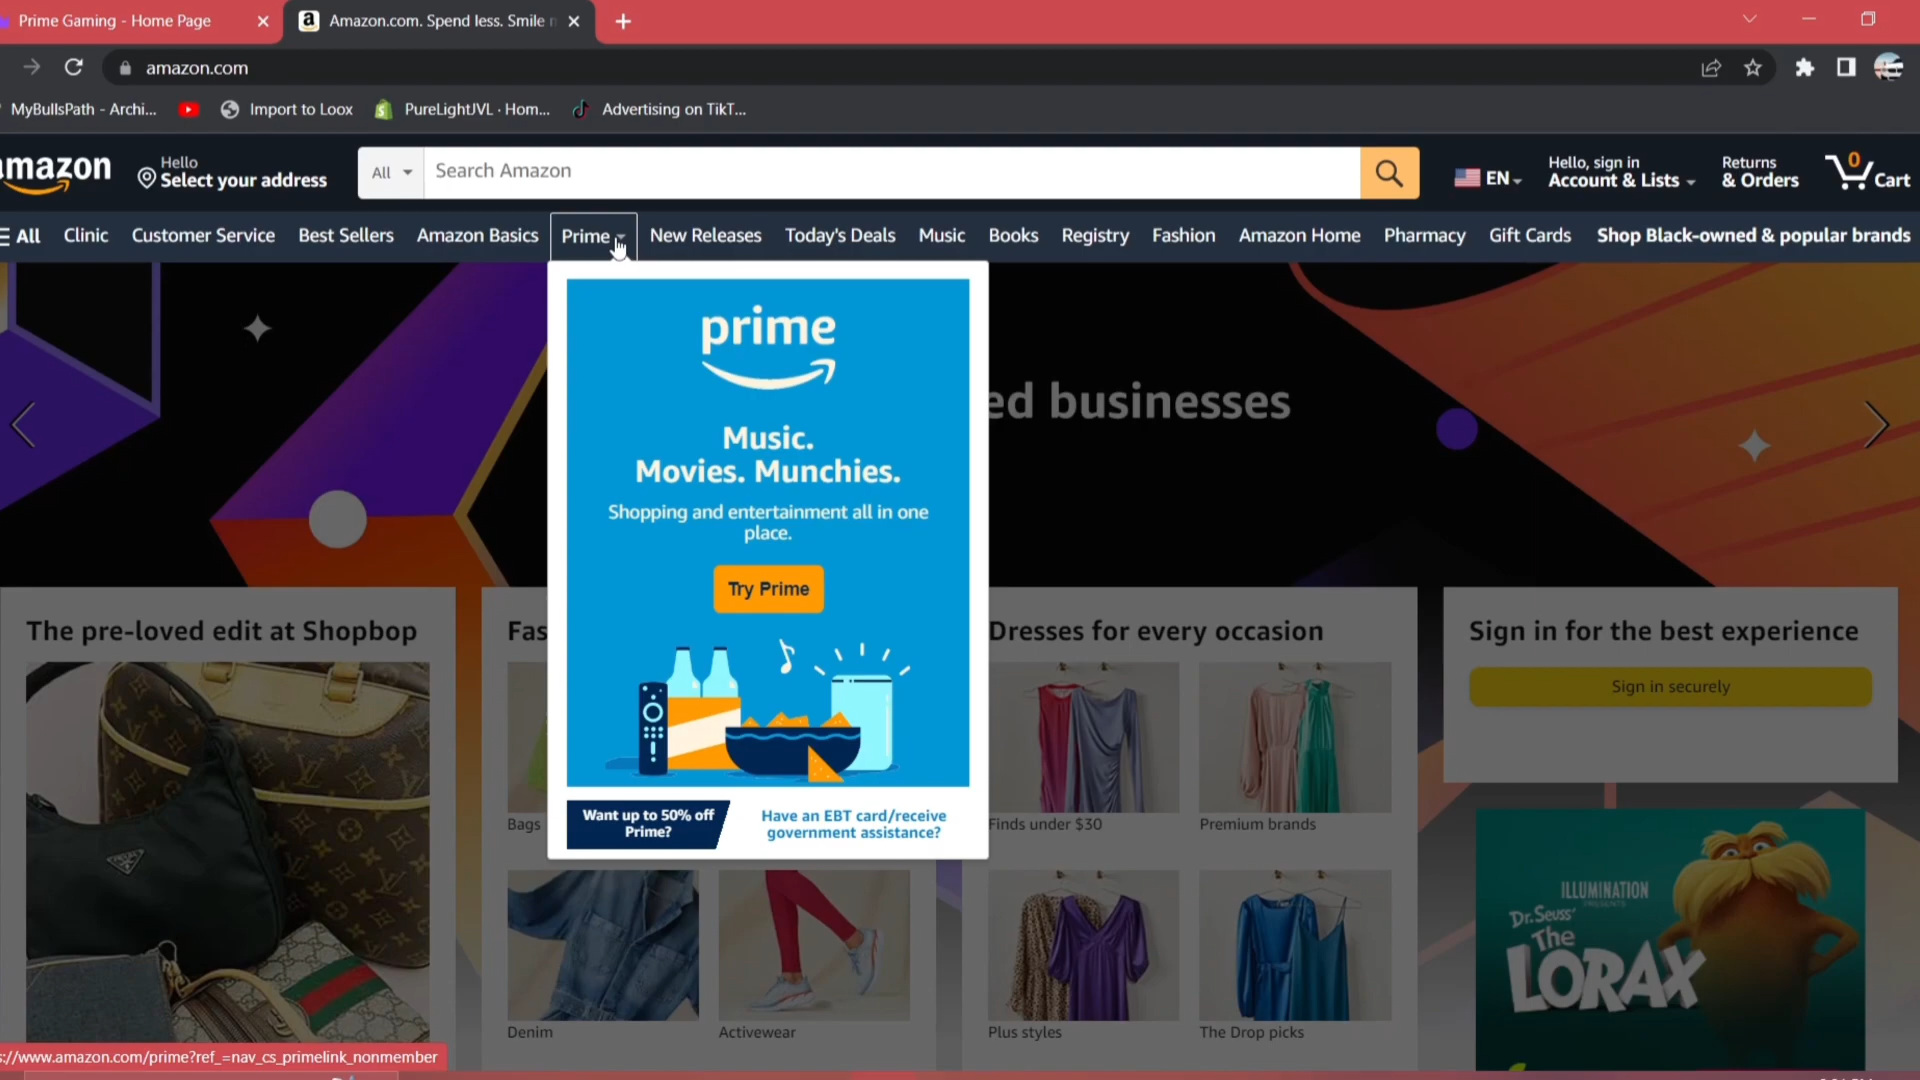 Prime Gaming - Home Page
a Amazon.com. Spend less. Smile
amazon.com
MyBullsPath - Archi...
Import to Loox
PureLightJVL · Hom...
Advertising on TikT...
amazon
Hello
Select your address
All
Search Amazon
EN
Hello, sign in
Account & Lists
Returns
& Orders
0
Cart
All
Clinic
Customer Service
Best Sellers
Amazon Basics
Prime
New Releases
Today's Deals
Music
Books
Registry
Fashion
Amazon Home
Pharmacy
Gift Cards
Shop Black-owned & popular brands
ed businesses
prime
Music.
Movies. Munchies.
Shopping and entertainment all in one
place.
Try Prime
Want up to 50% off
Prime?
Have an EBT card/receive
government assistance?
The pre-loved edit at Shopbop
Fas
Bags
Denim
Activewear
Dresses for every occasion
Finds under $30
Premium brands
Plus styles
The Drop picks
Sign in for the best experience
Sign in securely
ILLUMINATION
PRESENTS
Dr. Seuss'
The
LORAX
s://www.amazon.com/prime?ref_=nav_cs_primelink_nonmember